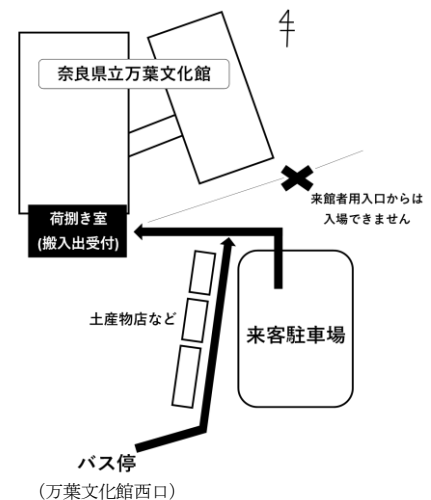 奈良県立万葉文化館
来館者用入口からは
入場できません
荷捌き室
(搬入出受付)
土産物店など
来客駐車場
バス停
（万葉文化館西口）